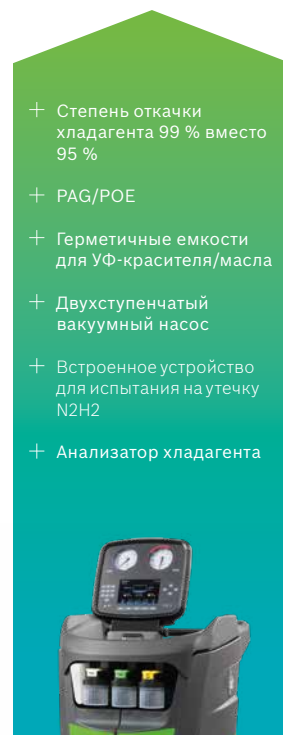 + Степень откачки
хладагента 99 % вместо
95 %
+ PAG/POE
+ Герметичные емкости
для УФ-красителя/масла
+ Двухступенчатый
вакуумный насос
+ Встроенное устройство
для испытания на утечку
N2H2
+ Анализатор хладагента